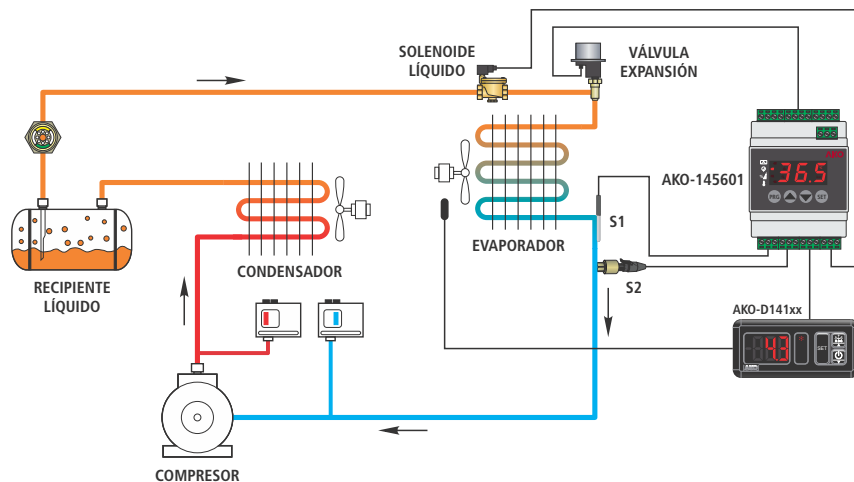 SOLENOIDE
LÍQUIDO
VÁLVULA
EXPANSIÓN
AKO-145601
AKO
36.5
PRG
SET
S1
EVAPORADOR
CONDENSADOR
RECIPIENTE
LÍQUIDO
S2
AKO-D141xx
43
SET
COMPRESOR